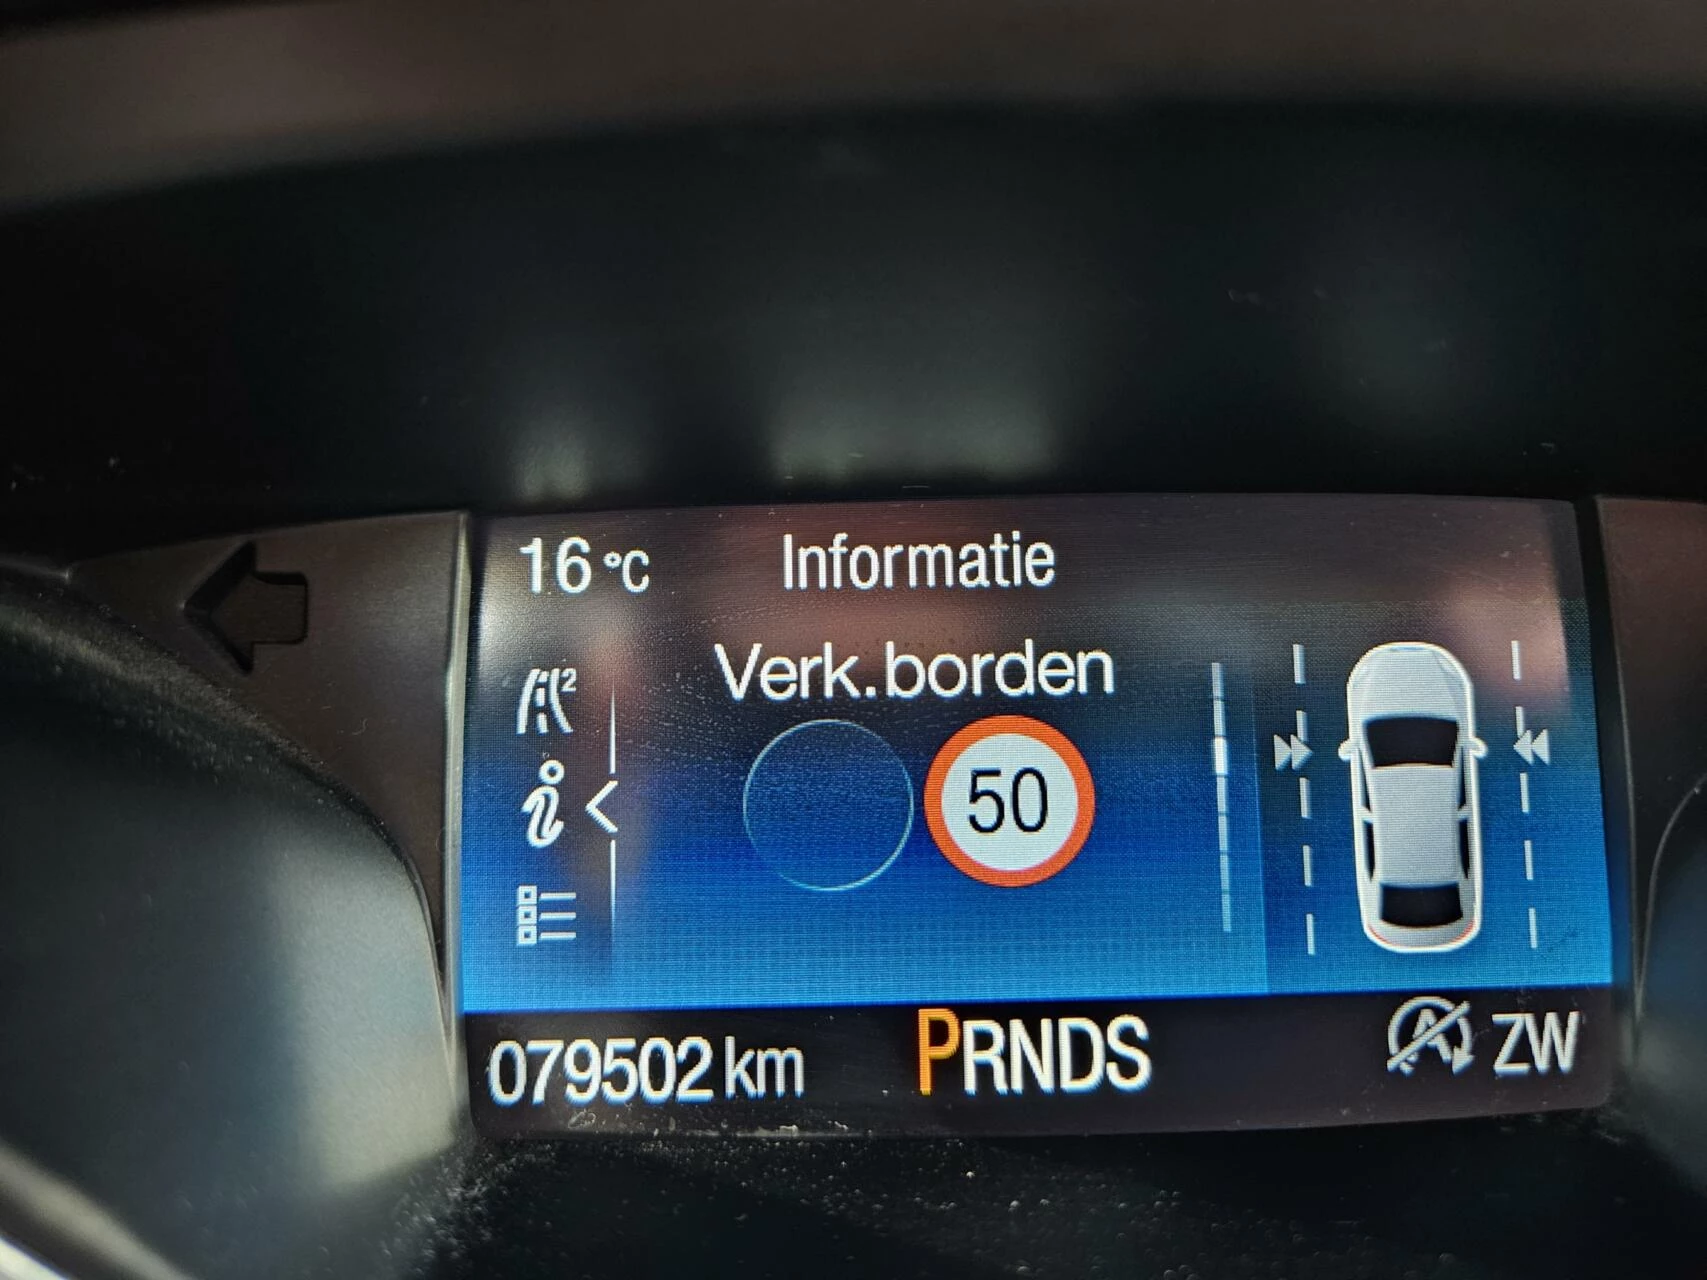 16 °C Informatie
Verk.borden
50
079502 km PRNDS ZW